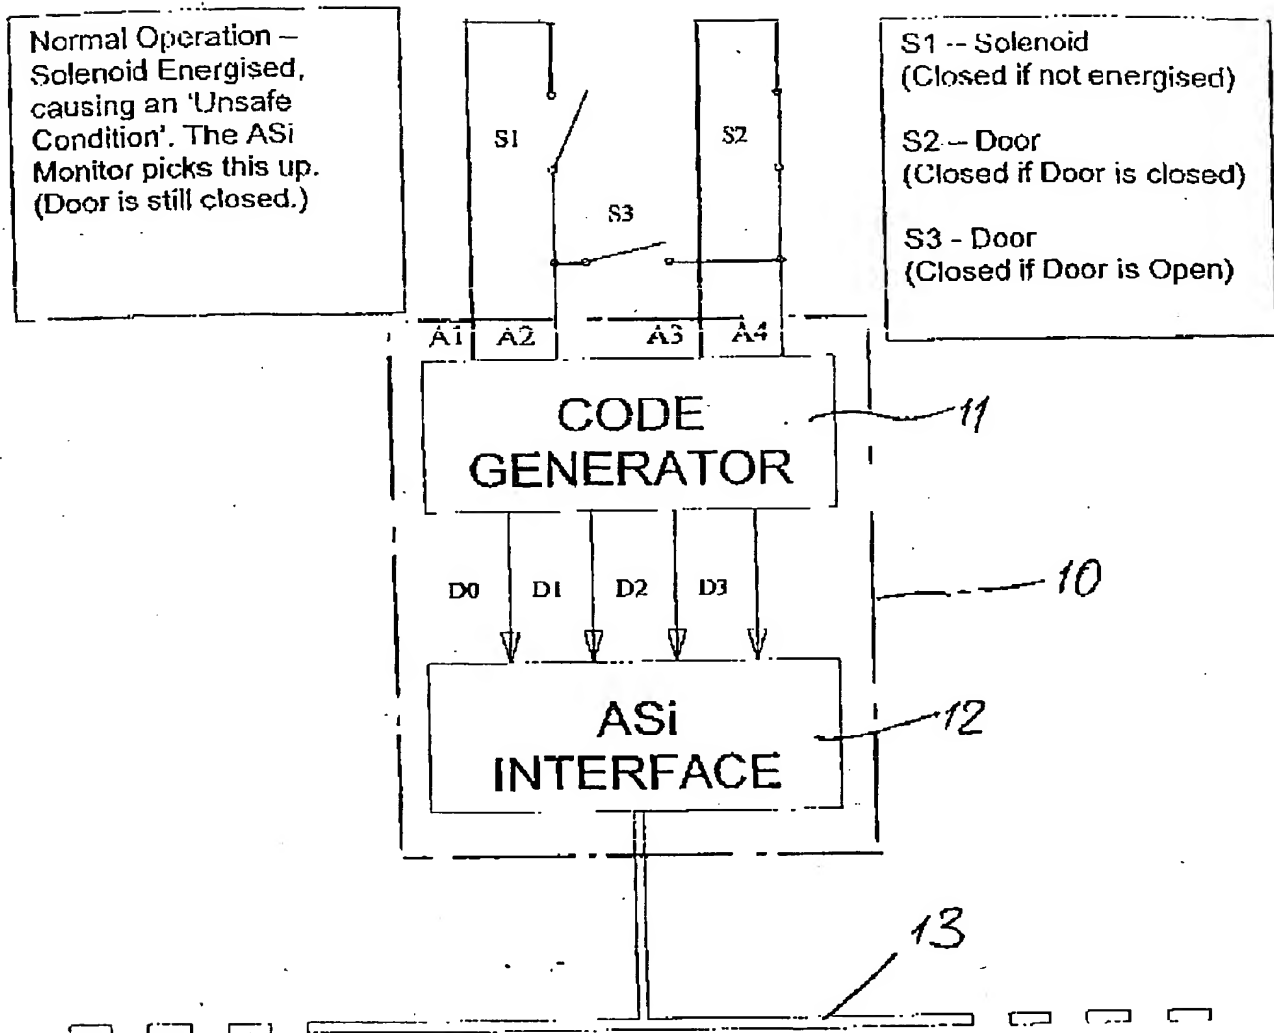 Normal Operation –
Solenoid Energised,
causing an 'Unsafe
Condition'. The ASi
Monitor picks this up.
(Door is still closed.)
S1 -- Solenoid
(Closed if not energised)
S2 – Door
(Closed if Door is closed)
S3 - Door
(Closed if Door is Open)
S1
S2
S3
A1 A2 A3 A4
CODE
GENERATOR
11
D0 D1 D2 D3
10
ASi
INTERFACE
12
13